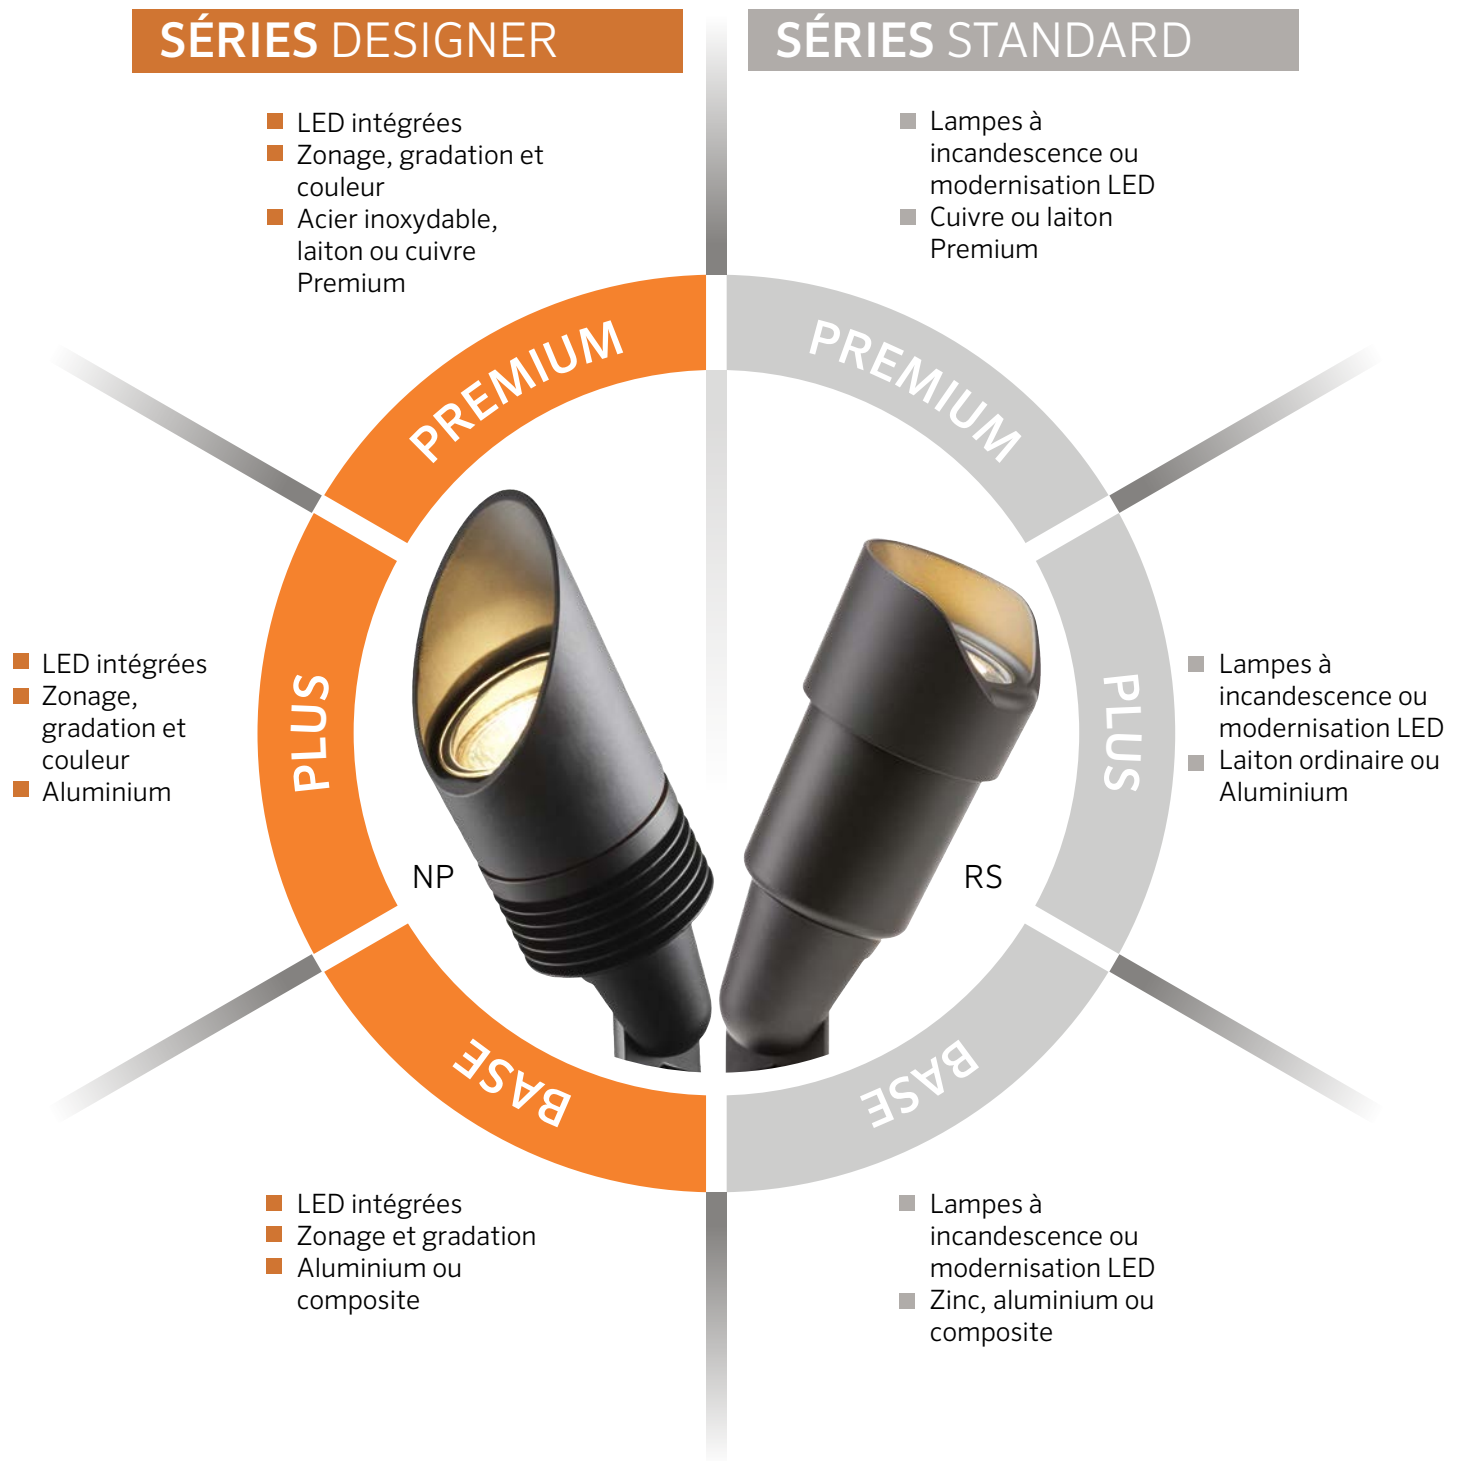 SÉRIES DESIGNER
LED intégrées
Zonage, gradation et
couleur
Acier inoxydable,
laiton ou cuivre
Premium
PREMIUM
LED intégrées
Zonage,
gradation et
couleur
Aluminium
PLUS
NP
BASE
LED intégrées
Zonage et gradation
Aluminium ou
composite
SÉRIES STANDARD
Lampes à
incandescence ou
modernisation LED
Cuivre ou laiton
Premium
PREMIUM
Lampes à
incandescence ou
modernisation LED
Laiton ordinaire ou
Aluminium
PLUS
RS
BASE
Lampes à
incandescence ou
modernisation LED
Zinc, aluminium ou
composite